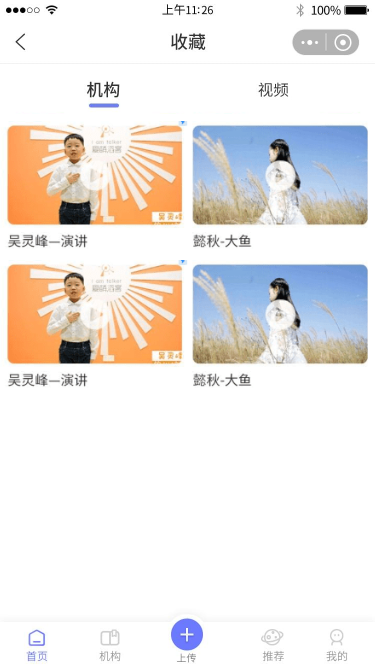 上午11:26
100%
收藏
机构
视频
吴灵峰—演讲
懿秋-大鱼
吴灵峰—演讲
懿秋-大鱼
首页
机构
上传
推荐
我的